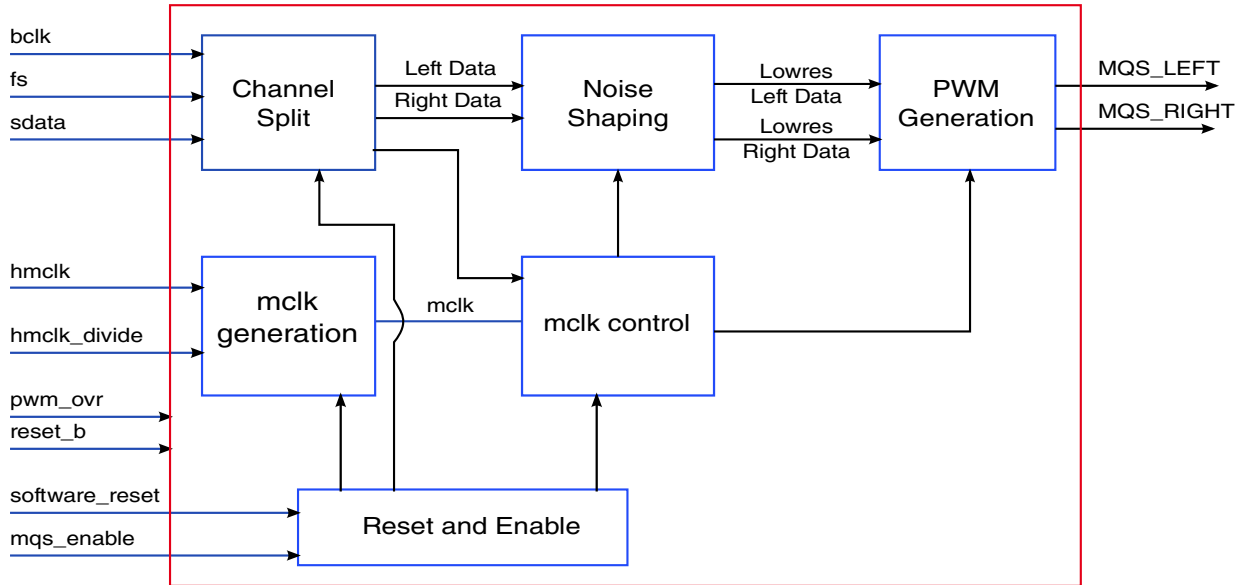 bclk
fs
sdata
Channel
Split
Left Data
Right Data
Noise
Shaping
Lowres
Left Data
Lowres
Right Data
PWM
Generation
MQS_LEFT
MQS_RIGHT
hmclk
hmclk_divide
mclk
generation
mclk
mclk control
pwm_ovr
reset_b
software_reset
mqs_enable
Reset and Enable